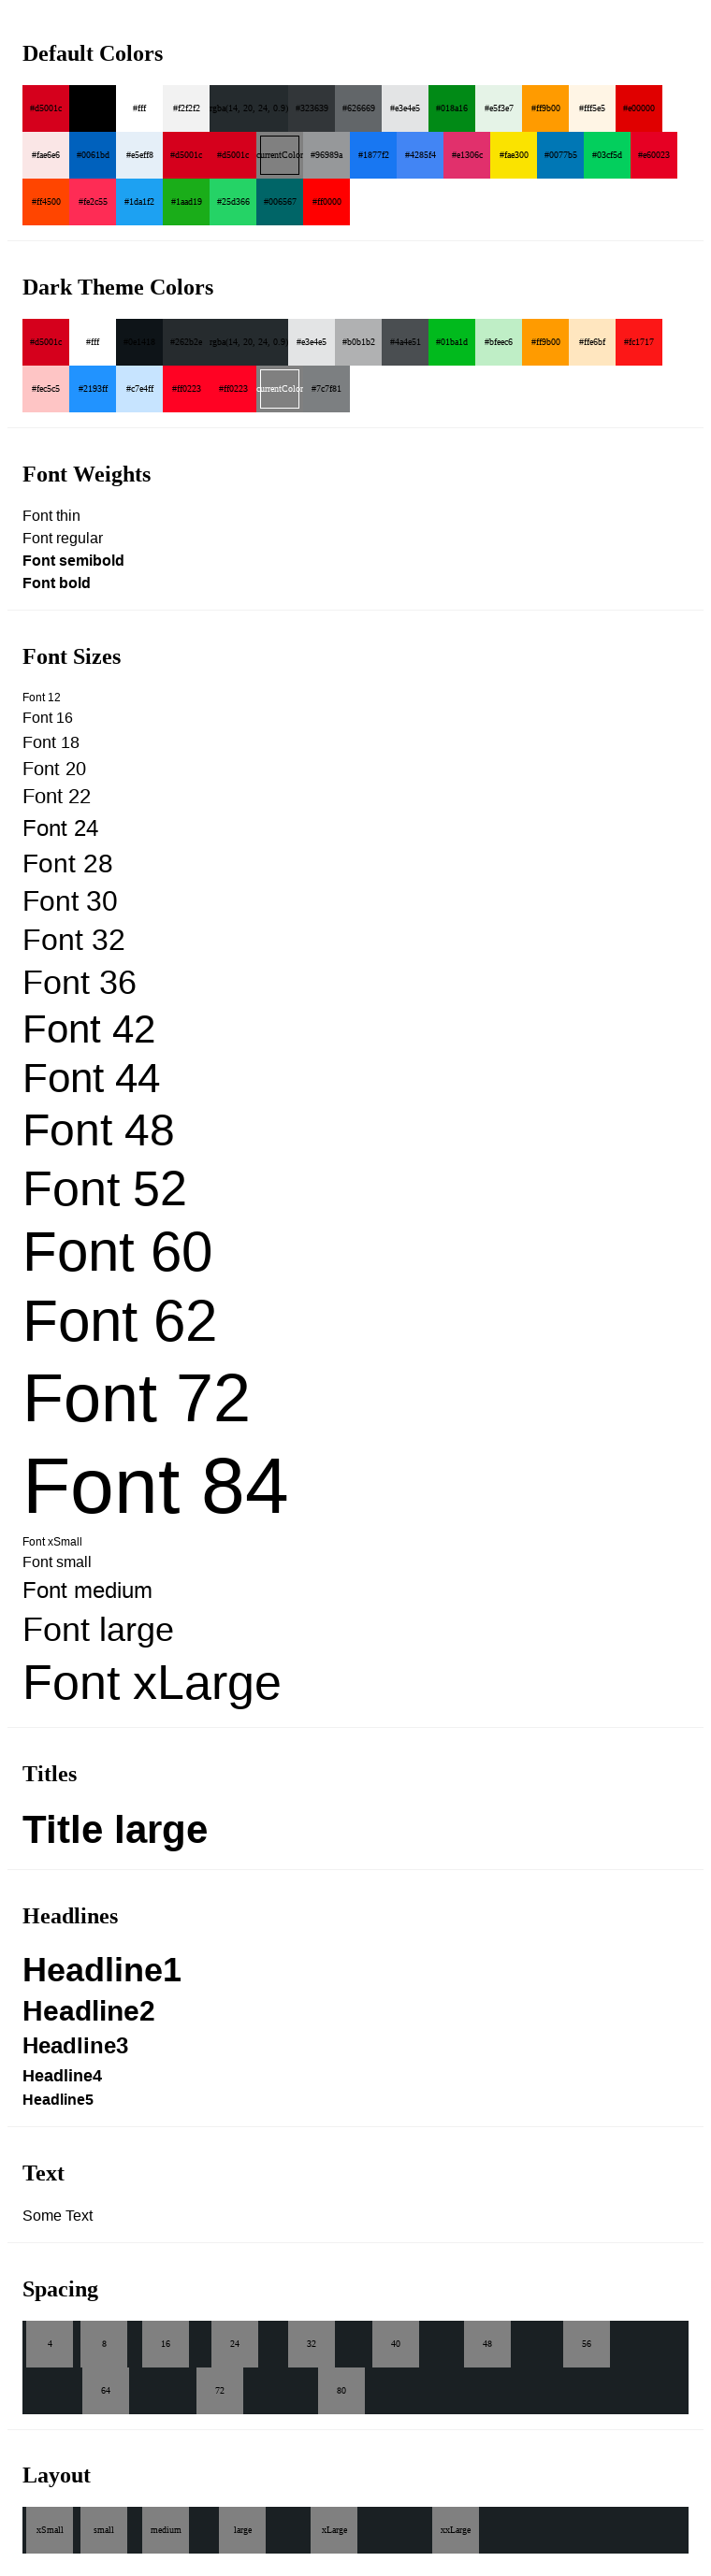 Default Colors
#d5001c #fff #f2f2f2 rgba(14, 20, 24, 0.9) #323639 #626669 #e3e4e5 #018a16 #e5f3e7 #ff9b00 #fff5e5 #e00000
#fae6e6 #0061bd #e5eff8 #d5001c #d5001c currentColor #96989a #1877f2 #4285f4 #e1306c #fae300 #0077b5 #03cf5d #e60023
#ff4500 #fe2c55 #1da1f2 #1aad19 #25d366 #006567 #ff0000
Dark Theme Colors
#d5001c #fff #0e1418 #262b2e rgba(14, 20, 24, 0.9) #e3e4e5 #b0b1b2 #4a4e51 #01ba1d #bfeec6 #ff9b00 #ffe6bf #fc1717
#fec5c5 #2193ff #c7e4ff #ff0223 #ff0223 currentColor #7c7f81
Font Weights
Font thin
Font regular
Font semibold
Font bold
Font Sizes
Font 12
Font 16
Font 18
Font 20
Font 22
Font 24
Font 28
Font 30
Font 32
Font 36
Font 42
Font 44
Font 48
Font 52
Font 60
Font 62
Font 72
Font 84
Font xSmall
Font small
Font medium
Font large
Font xLarge
Titles
Title large
Headlines
Headline1
Headline2
Headline3
Headline4
Headline5
Text
Some Text
Spacing
4 8 16 24 32 40 48 56
64 72 80
Layout
xSmall small medium large xLarge xxLarge